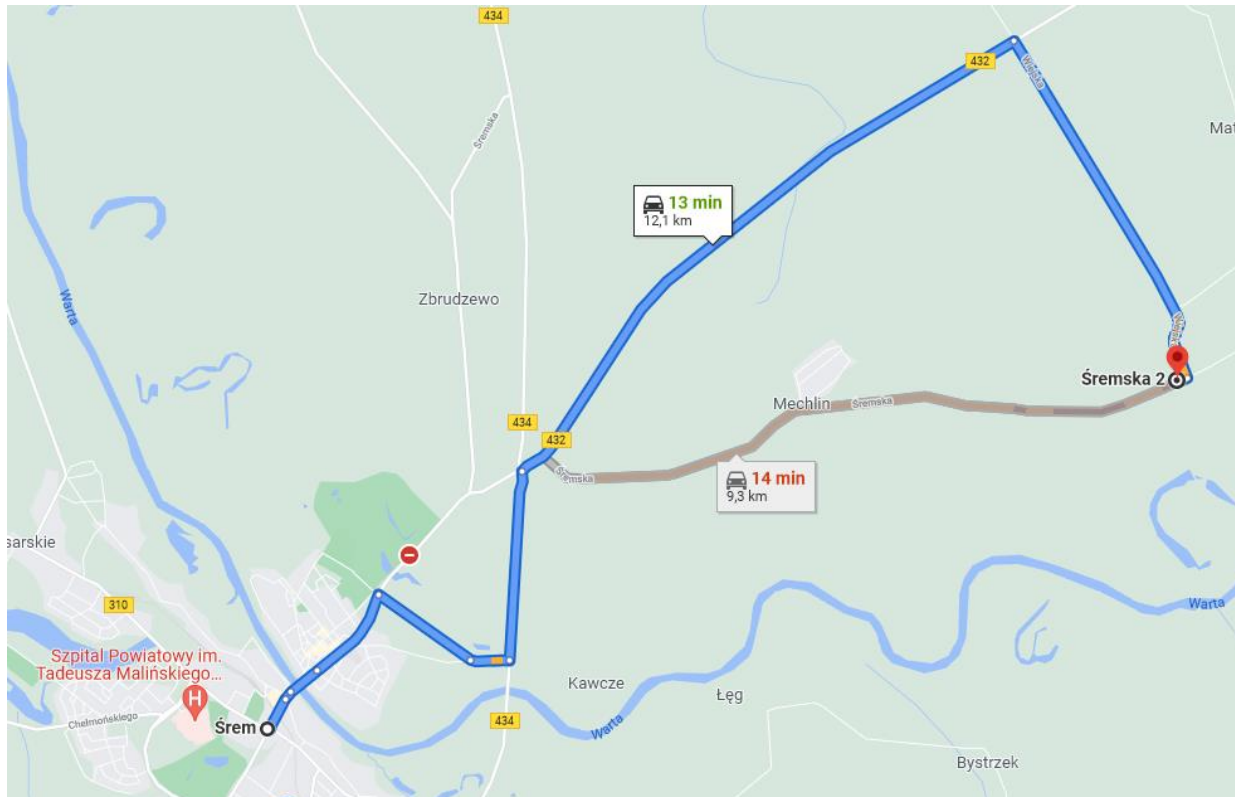 434
432
Wiejska
Śremska
Mat
13 min
12,1 km
Warta
Zbrudzewo
Śremska 2
Mechlin
Śremska
434
432
Śremska
14 min
9,3 km
sarskie
310
Warta
Szpital Powiatowy im.
Tadeusza Malińskiego...
H
Kawcze
Łęg
Chełmońskiego
Śrem
434
Warta
Bystrzek